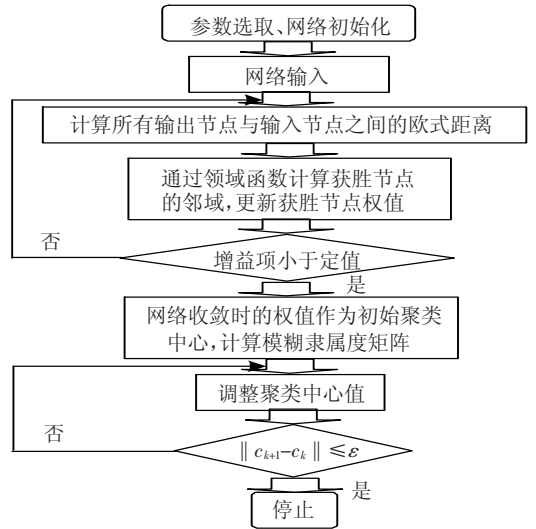 参数选取、网络初始化
网络输入
计算所有输出节点与输入节点之间的欧式距离
通过领域函数计算获胜节点
的邻域,更新获胜节点权值
否
增益项小于定值
是
网络收敛时的权值作为初始聚类
中心,计算模糊隶属度矩阵
调整聚类中心值
否
‖ cₖ₊₁-cₖ ‖ ≤ε
是
停止